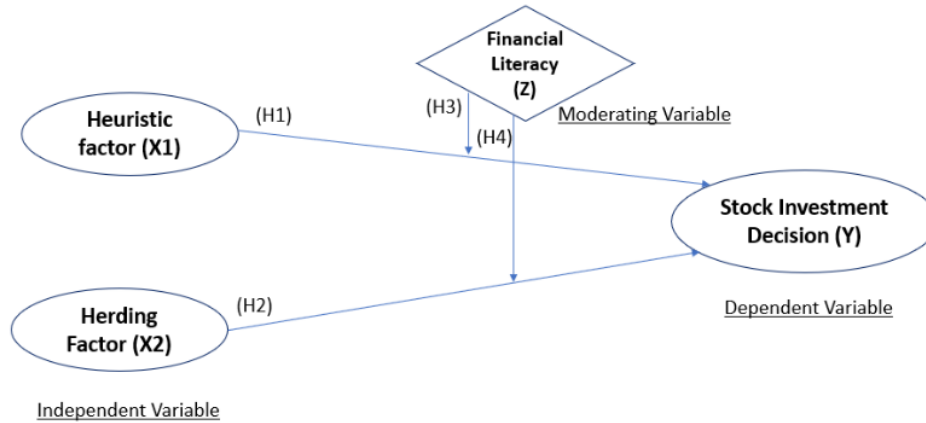 Financial
Literacy
(Z)
Moderating Variable
Heuristic
factor (X1)
(H1)
(H3)
(H4)
Stock Investment
Decision (Y)
Dependent Variable
Herding
Factor (X2)
(H2)
Independent Variable